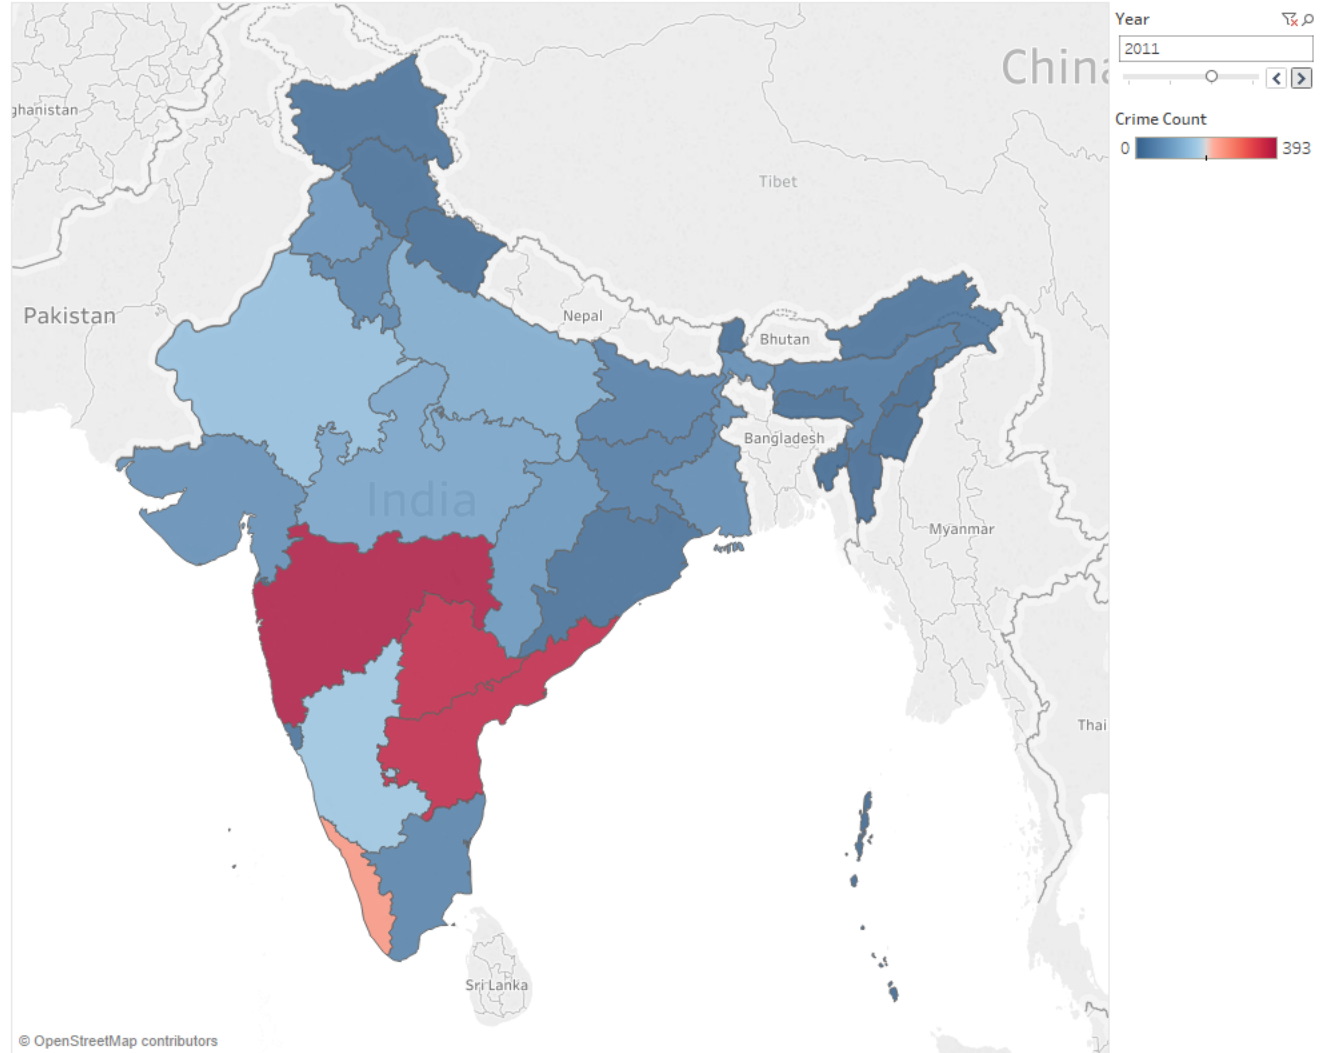 Year
2011
Crime Count
0
393
China
ghanistan
Tibet
Pakistan
Nepal
Bhutan
Bangladesh
India
Myanmar
Thai
Sri Lanka
© OpenStreetMap contributors